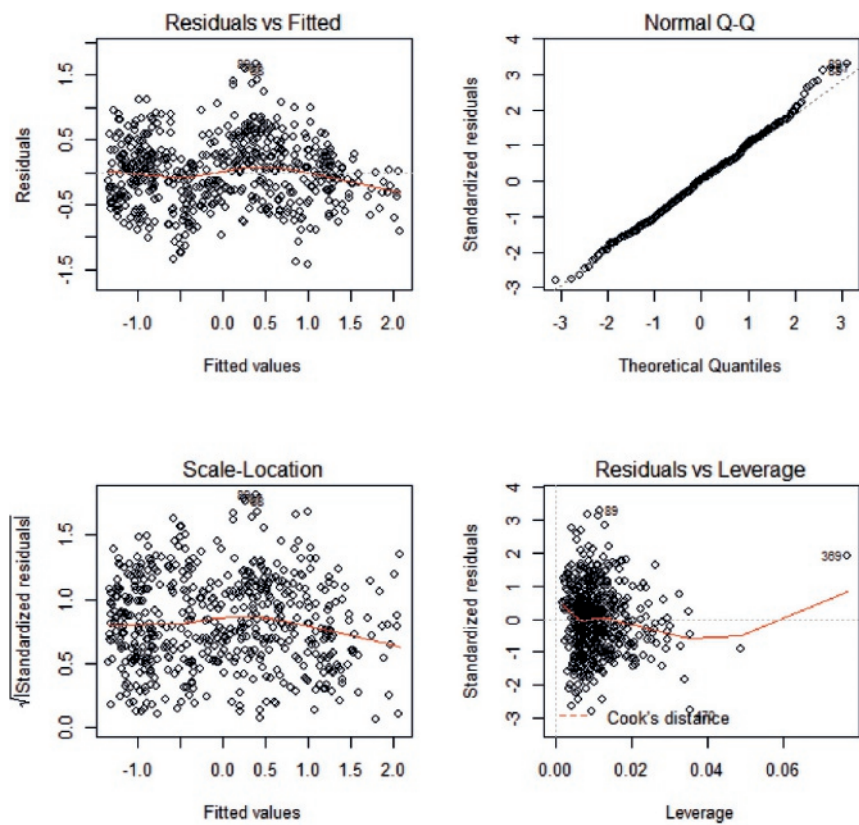 Residuals vs Fitted
Residuals
1.5
0.5
-0.5
-1.5
89
-1.0 0.0 0.5 1.0 1.5 2.0
Fitted values
Normal Q-Q
Standardized residuals
4
3
2
1
0
-1
-2
-3
-3 -2 -1 0 1 2 3
Theoretical Quantiles
Scale-Location
√|Standardized residuals|
1.5
1.0
0.5
0.0
-1.0 0.0 0.5 1.0 1.5 2.0
Fitted values
Residuals vs Leverage
Standardized residuals
4
3
2
1
0
-1
-2
-3
89
369
Cook's distance
0.00 0.02 0.04 0.06
Leverage